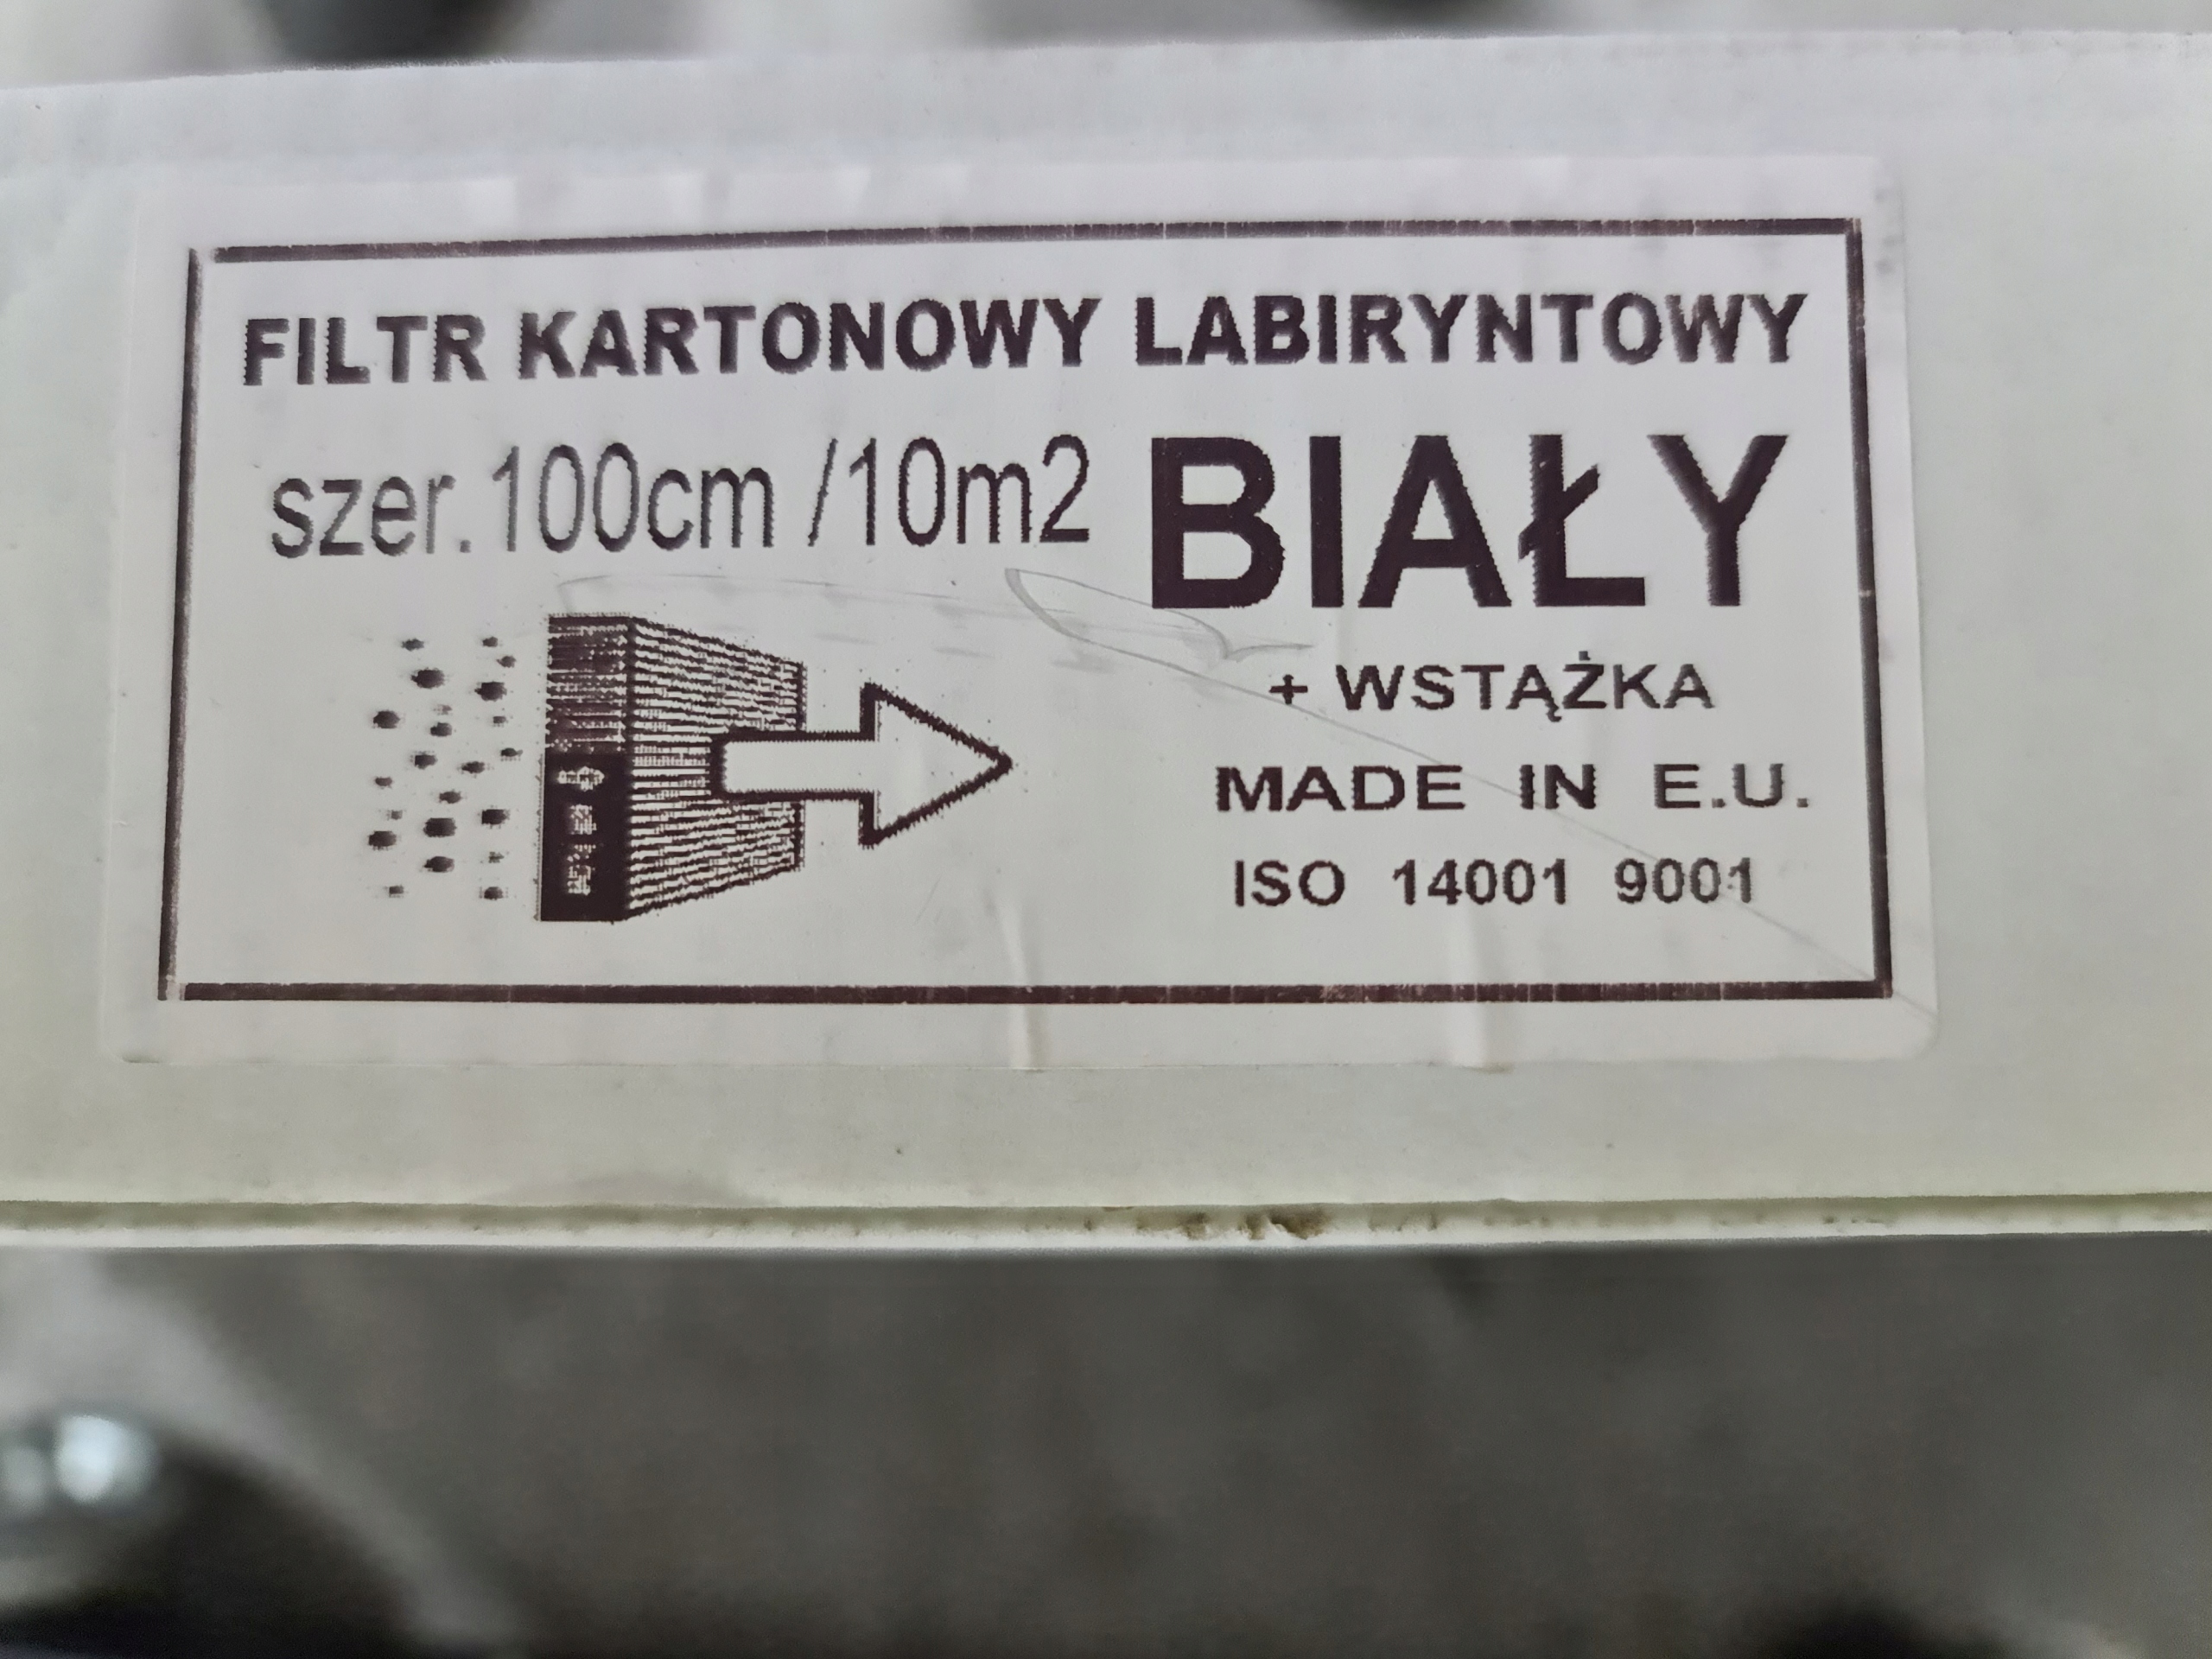 FILTR KARTONOWY LABIRYNTOWY
szer.100cm /10m2 BIAŁY
+ WSTĄŻKA
MADE IN E.U.
ISO 14001 9001